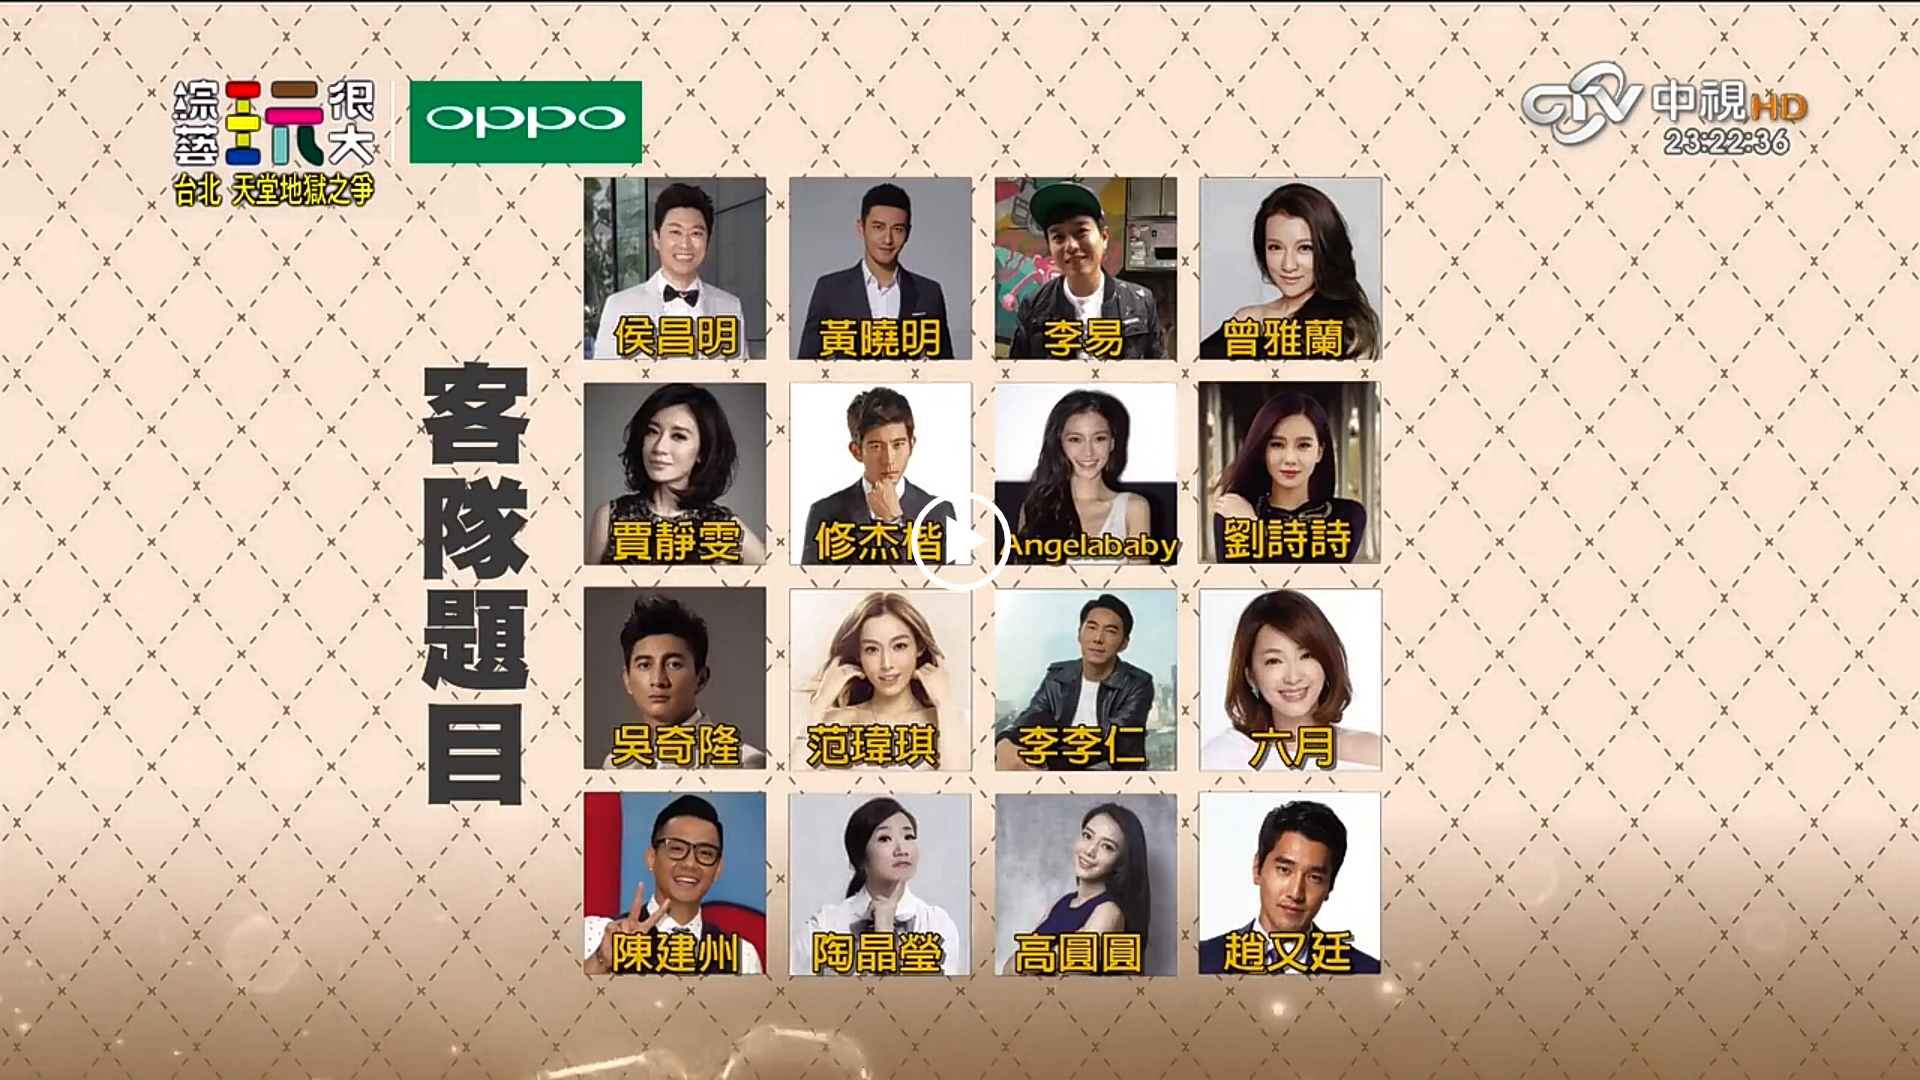 綜藝玩很大
oppo
中視HD
23:22:36
台北 天堂地獄之爭
客隊題目
侯昌明
黃曉明
李易
曾雅蘭
賈靜雯
修杰楷
Angelababy
劉詩詩
吳奇隆
范瑋琪
李李仁
六月
陳建州
陶晶瑩
高圓圓
趙又廷